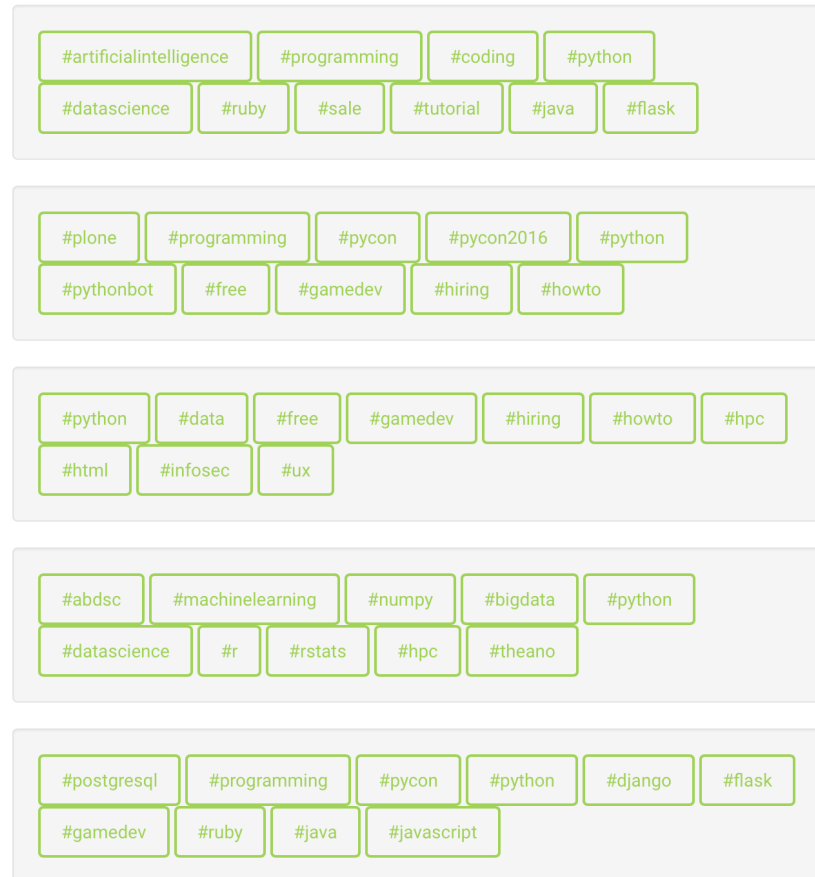 #artificialintelligence #programming #coding #python
#datascience #ruby #sale #tutorial #java #flask
#plone #programming #pycon #pycon2016 #python
#pythonbot #free #gamedev #hiring #howto
#python #data #free #gamedev #hiring #howto #hpc
#html #infosec #ux
#abdsc #machinelearning #numpy #bigdata #python
#datascience #r #rstats #hpc #theano
#postgresql #programming #pycon #python #django #flask
#gamedev #ruby #java #javascript